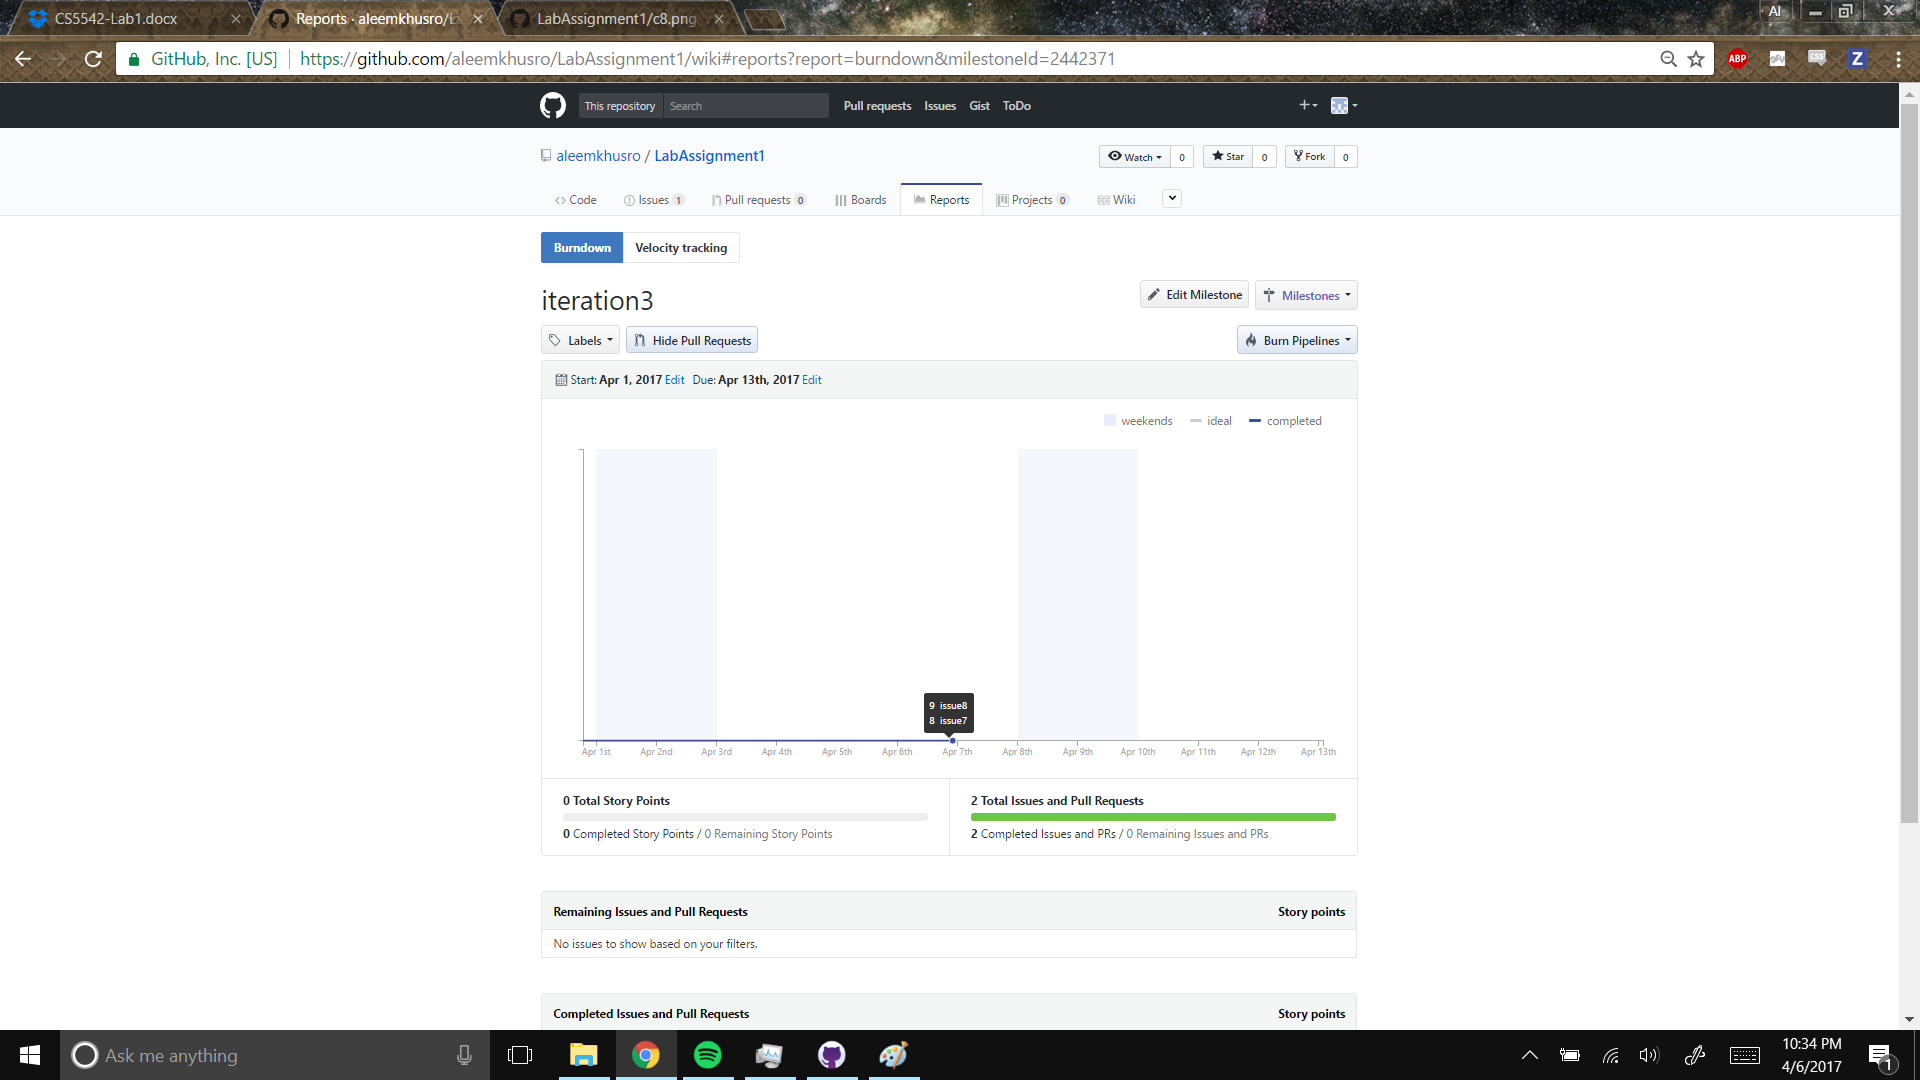 CS5542-Lab1.docx
Reports · aleemkhusro/L
LabAssignment1/c8.png
Al
GitHub, Inc. [US]
https://github.com/aleemkhusro/LabAssignment1/wiki#reports?report=burndown&milestoneId=2442371
ABP
CSS
Z
This repository
Search
Pull requests
Issues
Gist
ToDo
aleemkhusro / LabAssignment1
Watch 0
Star 0
Fork 0
Code
Issues 1
Pull requests 0
Boards
Reports
Projects 0
Wiki
Burndown
Velocity tracking
iteration3
Edit Milestone
Milestones
Labels
Hide Pull Requests
Burn Pipelines
Start: Apr 1, 2017 Edit Due: Apr 13th, 2017 Edit
weekends
ideal
completed
9 issue8
8 issue7
Apr 1st
Apr 2nd
Apr 3rd
Apr 4th
Apr 5th
Apr 6th
Apr 7th
Apr 8th
Apr 9th
Apr 10th
Apr 11th
Apr 12th
Apr 13th
0 Total Story Points
0 Completed Story Points / 0 Remaining Story Points
2 Total Issues and Pull Requests
2 Completed Issues and PRs / 0 Remaining Issues and PRs
Remaining Issues and Pull Requests
Story points
No issues to show based on your filters.
Completed Issues and Pull Requests
Story points
Ask me anything
10:34 PM
4/6/2017
1